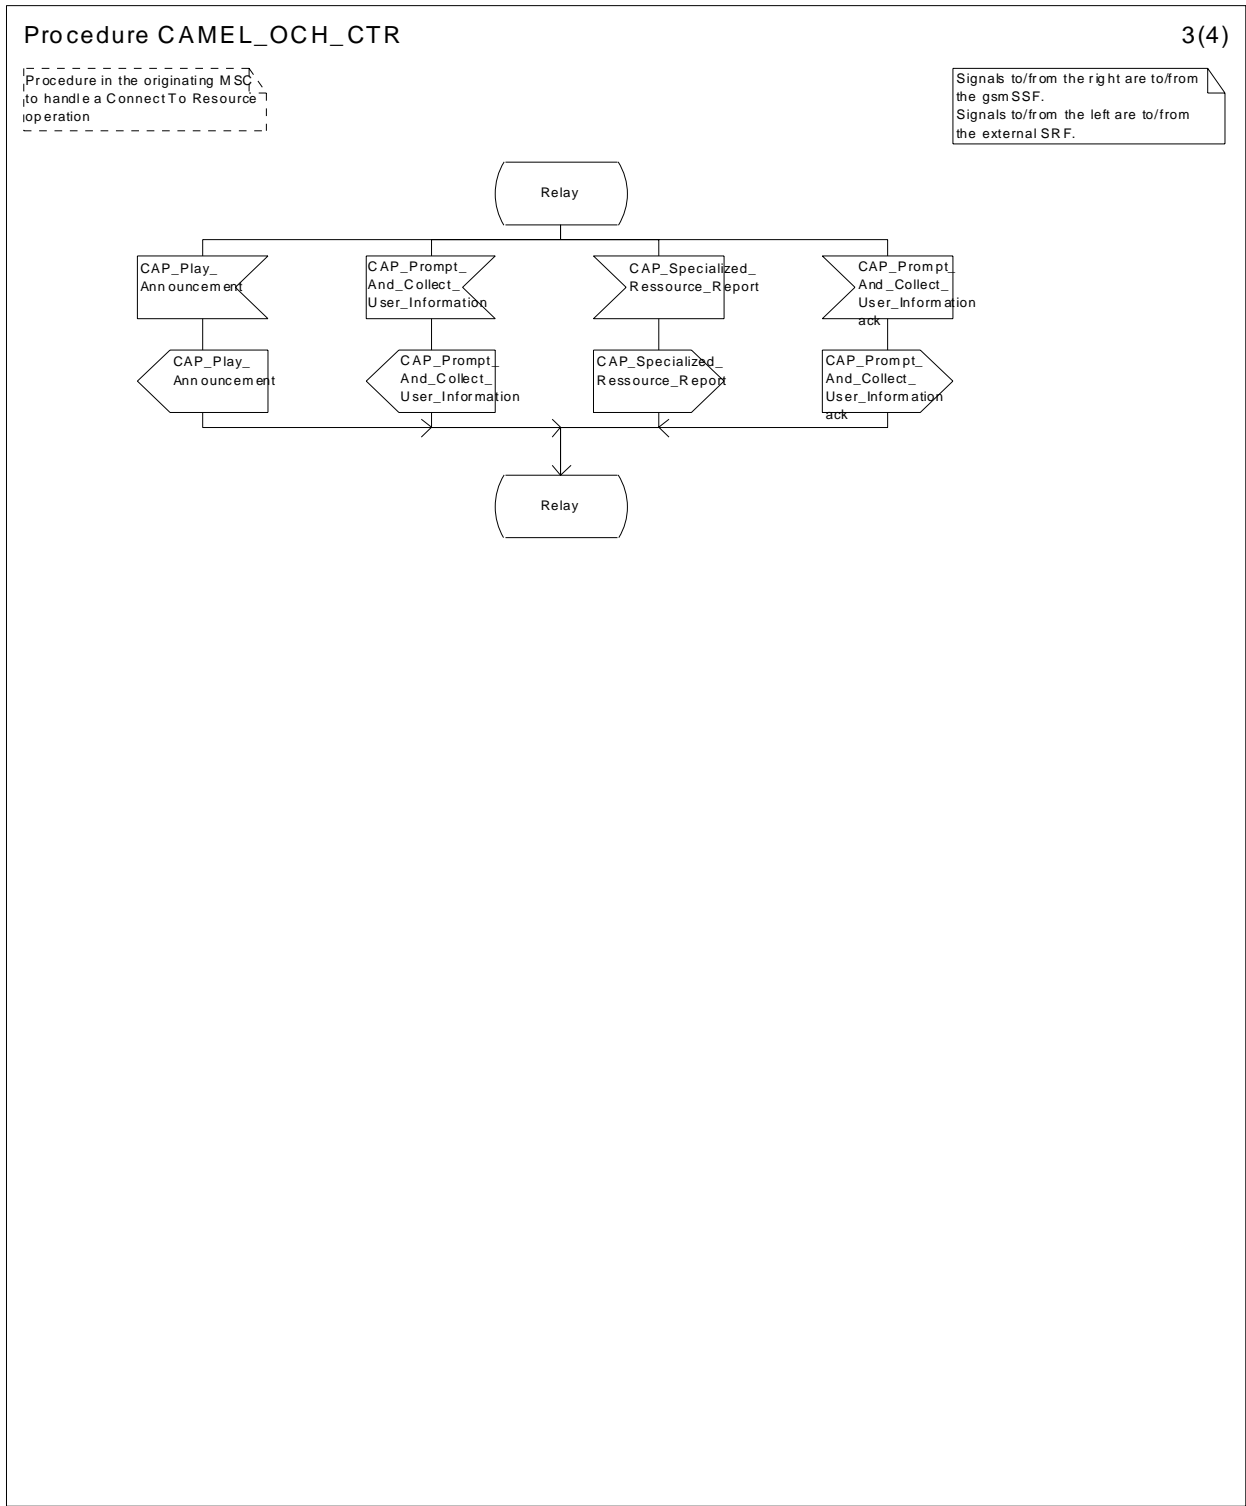 Procedure CAMEL_OCH_CTR
3(4)
Procedure in the originating MSC
to handle a Connect To Resource
operation
Signals to/from the right are to/from
the gsmSSF.
Signals to/from the left are to/from
the external SRF.
Relay
CAP_Play_
Announcement
CAP_Prompt_
And_Collect_
User_Information
CAP_Specialized_
Ressource_Report
CAP_Prompt_
And_Collect_
User_Information
ack
CAP_Play_
Announcement
CAP_Prompt_
And_Collect_
User_Information
CAP_Specialized_
Ressource_Report
CAP_Prompt_
And_Collect_
User_Information
ack
Relay